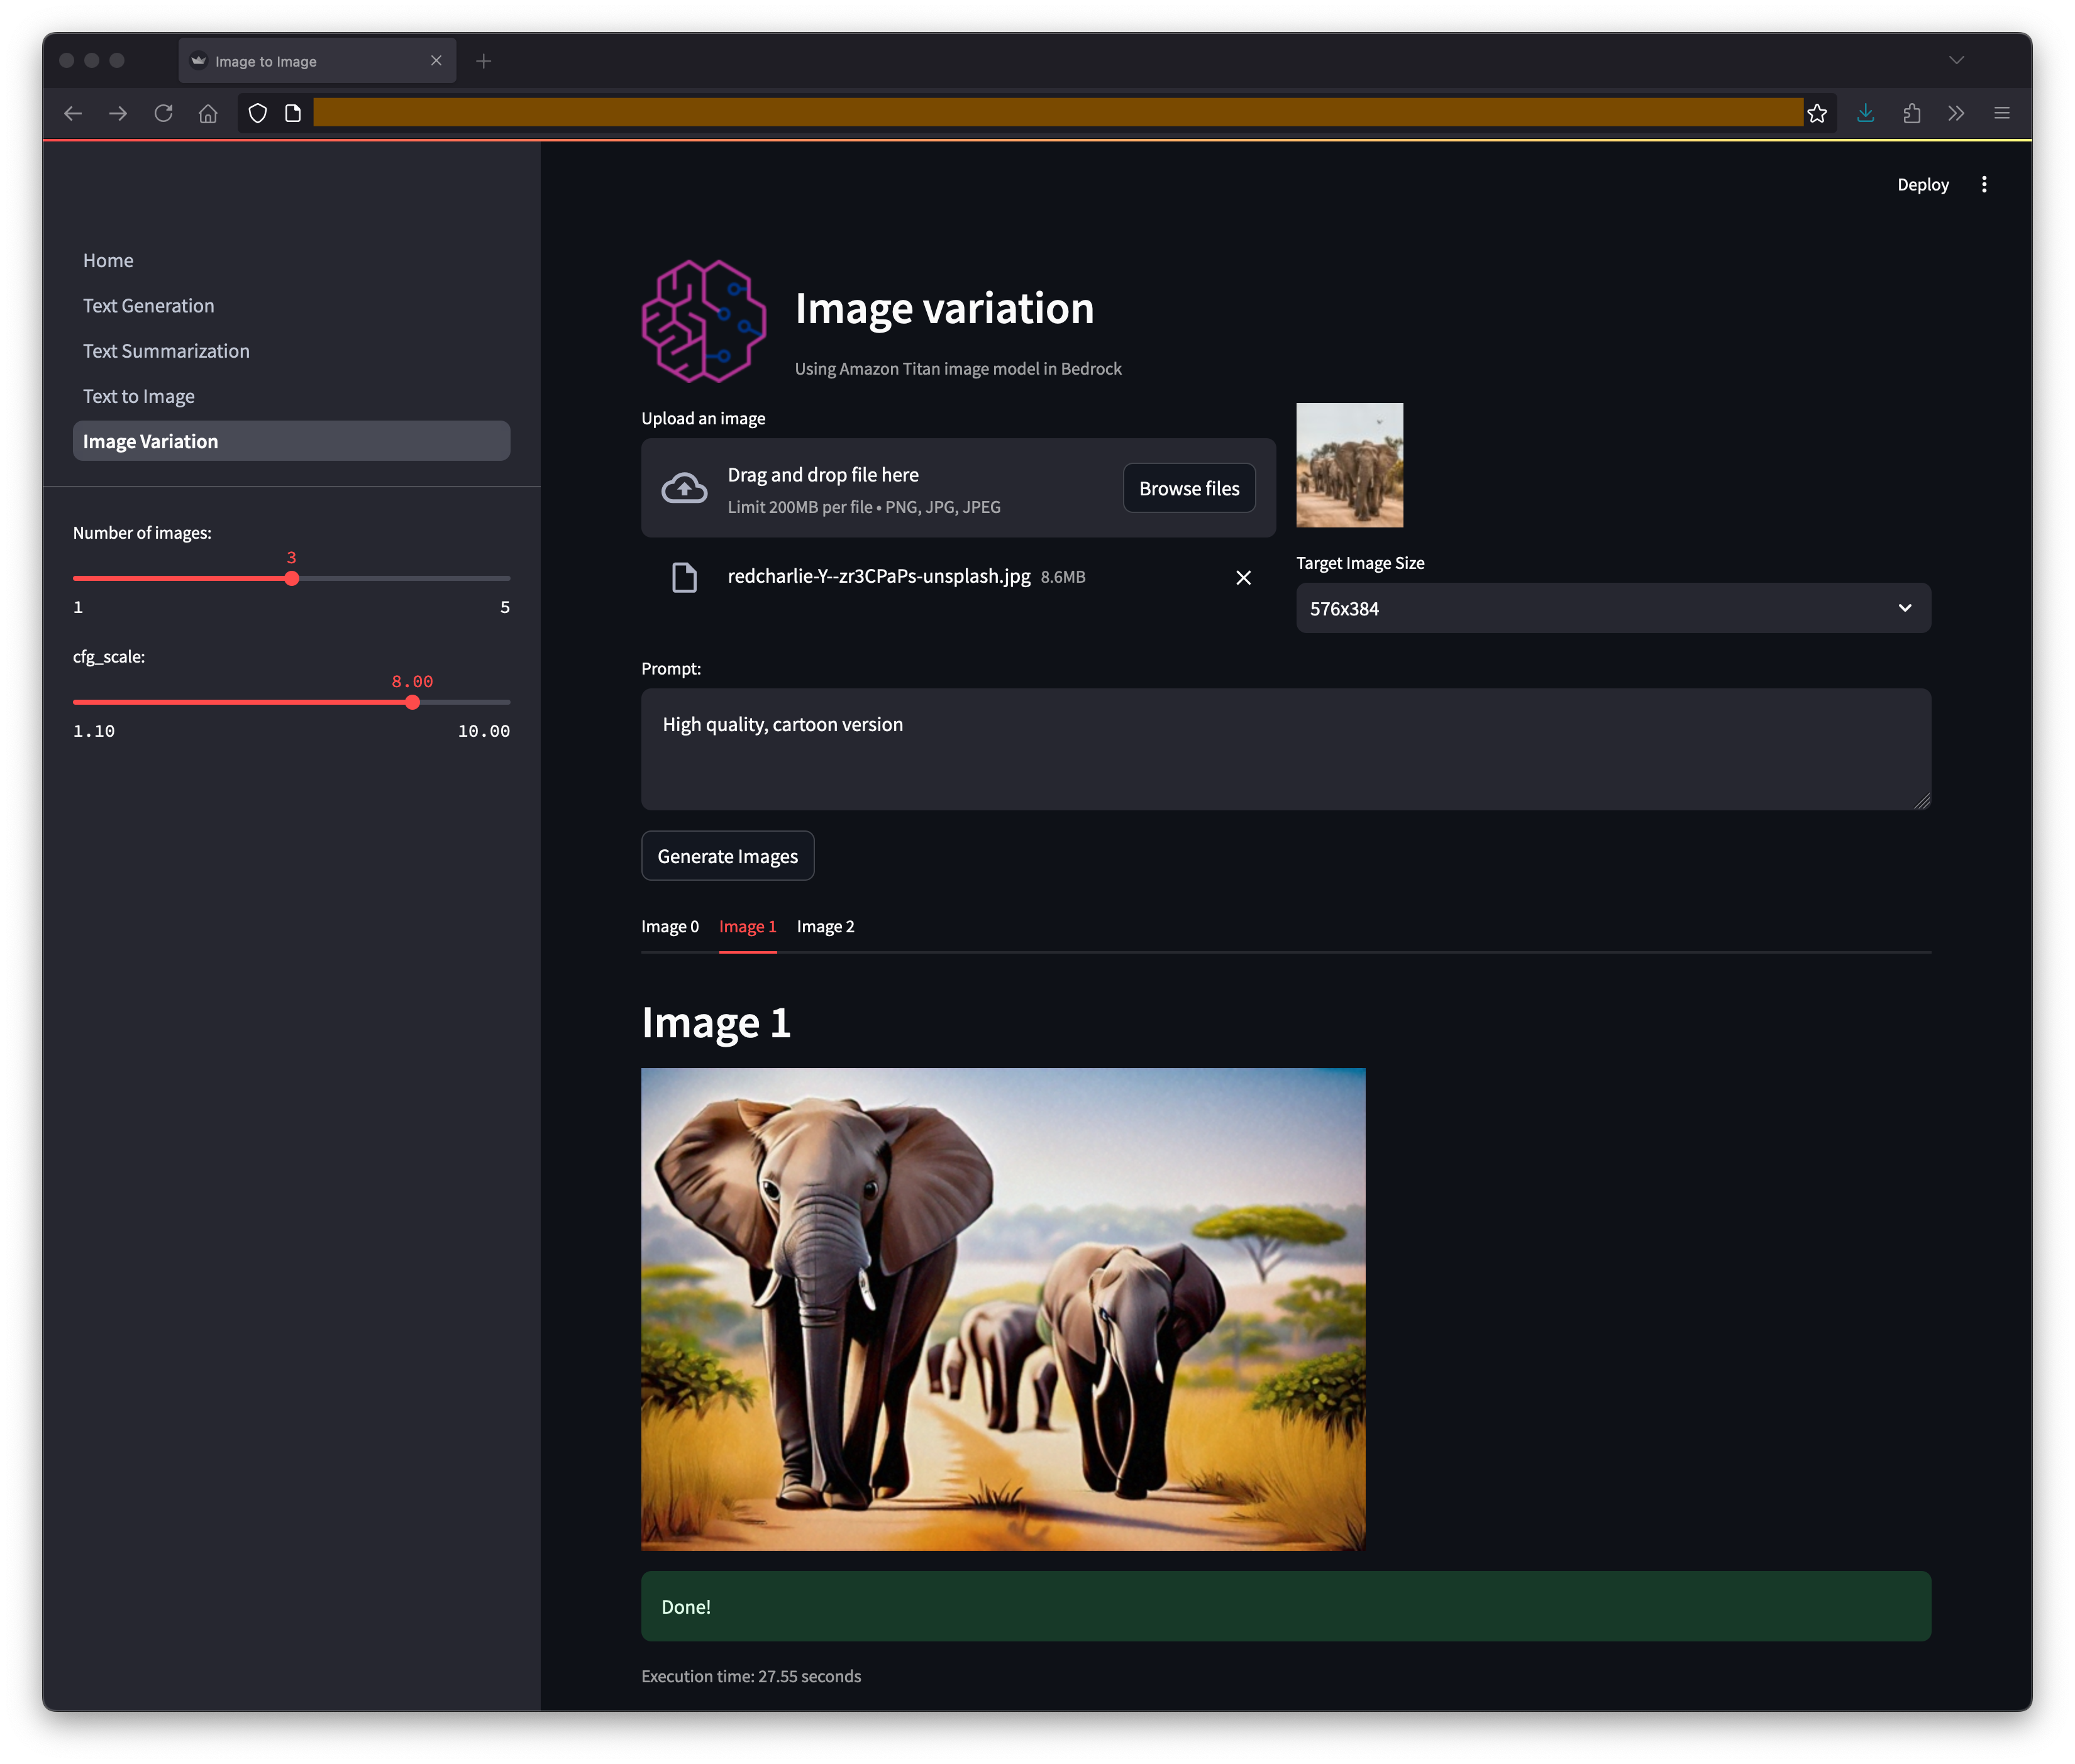 Image to Image
Deploy
Home
Text Generation
Text Summarization
Text to Image
Image Variation
Number of images:
3
1 5
cfg_scale:
8.00
1.10 10.00
Image variation
Using Amazon Titan image model in Bedrock
Upload an image
Drag and drop file here
Limit 200MB per file • PNG, JPG, JPEG
Browse files
redcharlie-Y--zr3CPaPs-unsplash.jpg 8.6MB
Target Image Size
576x384
Prompt:
High quality, cartoon version
Generate Images
Image 0 Image 1 Image 2
Image 1
Done!
Execution time: 27.55 seconds